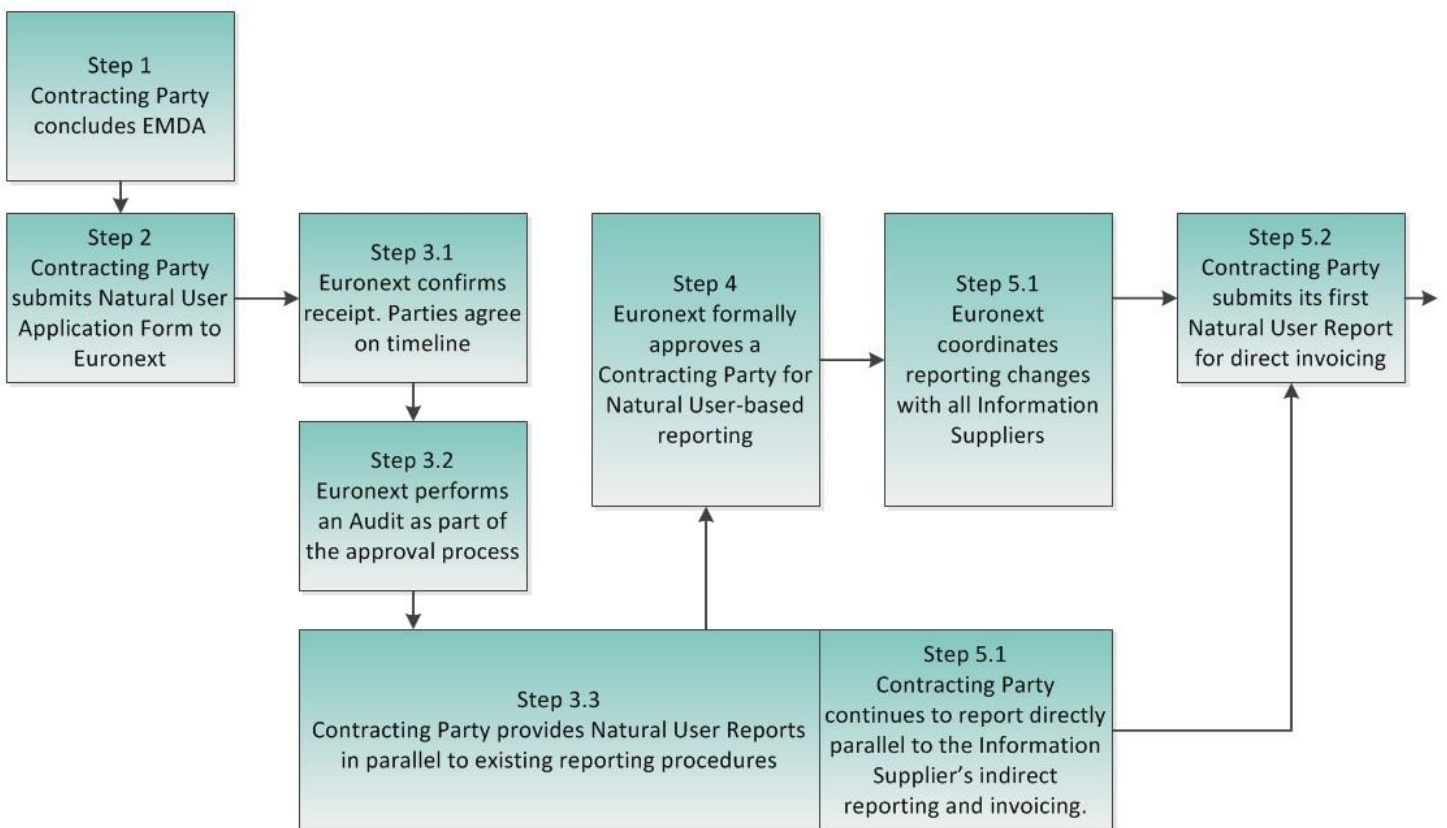 Step 1
Contracting Party
concludes EMDA
Step 2
Contracting Party
submits Natural User
Application Form to
Euronext
Step 3.1
Euronext confirms
receipt. Parties agree
on timeline
Step 3.2
Euronext performs
an Audit as part of
the approval process
Step 3.3
Contracting Party provides Natural User Reports
in parallel to existing reporting procedures
Step 4
Euronext formally
approves a
Contracting Party for
Natural User-based
reporting
Step 5.1
Euronext
coordinates
reporting changes
with all Information
Suppliers
Step 5.1
Contracting Party
continues to report directly
parallel to the Information
Supplier’s indirect
reporting and invoicing.
Step 5.2
Contracting Party
submits its first
Natural User Report
for direct invoicing